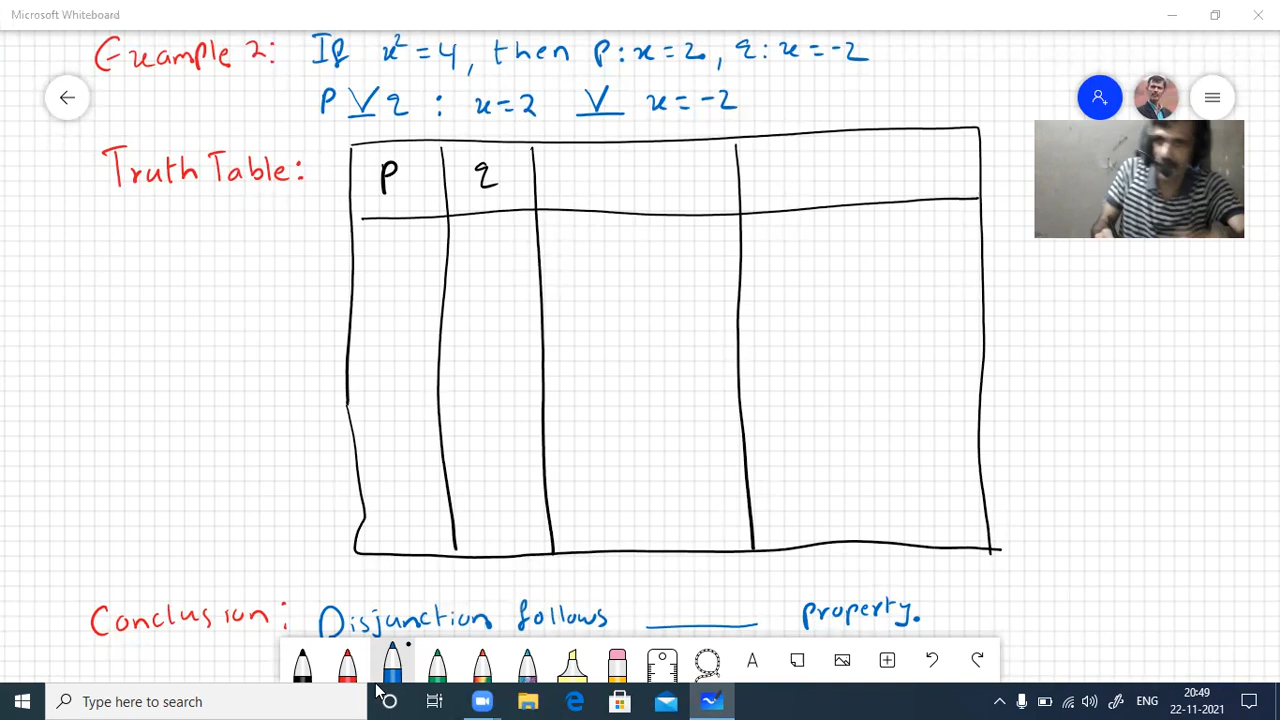 Microsoft Whiteboard
Example 2: If x² = 4, then p: x = 2, q: x = -2
P V q : x = 2 V x = -2
Truth Table:
p q
Conclusion: Disjunction follows ______ property.
A
Type here to search
ENG
20:49
22-11-2021